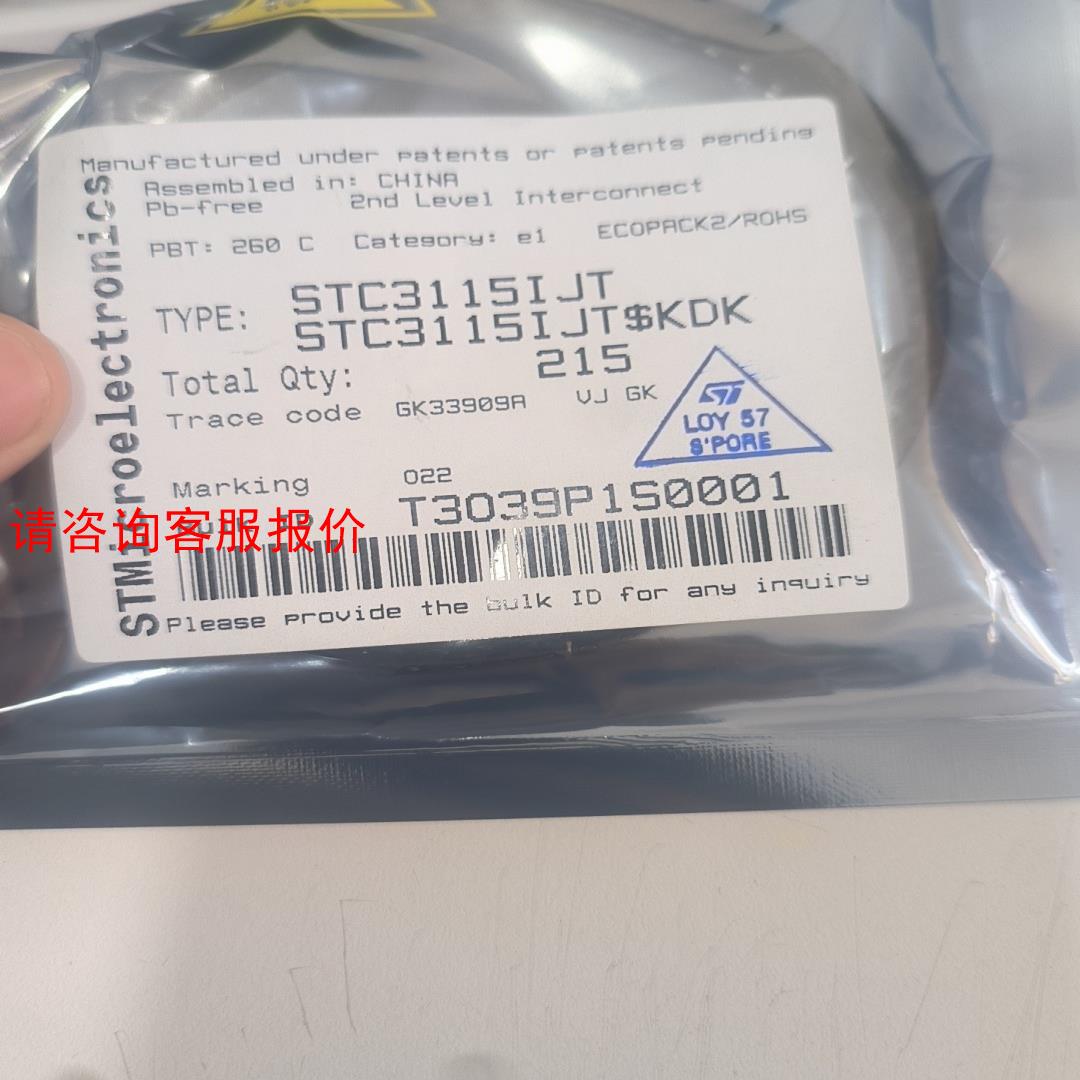 Manufactured under patents or patents pending
Assembled in: CHINA
Pb-free 2nd Level Interconnect
PBT: 260 C Category: e1 ECOPACK2/ROHS
STMicroelectronics
TYPE: STC3115IJT
STC3115IJT$KDK
Total Qty: 215
Trace code GK33909A VJ GK
ST
LOY 57
S'PORE
Marking 022
T3039P1S0001
请咨询客服报价
Please provide the bulk ID for any inquiry